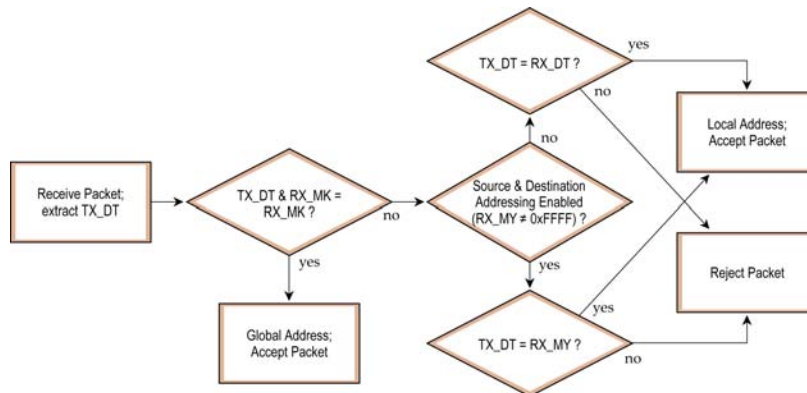 Receive Packet;
extract TX_DT
TX_DT & RX_MK =
RX_MK ?
no
yes
Global Address;
Accept Packet
Source & Destination
Addressing Enabled
(RX_MY ≠ 0xFFFF) ?
no
yes
TX_DT = RX_DT ?
yes
no
TX_DT = RX_MY ?
yes
no
Local Address;
Accept Packet
Reject Packet